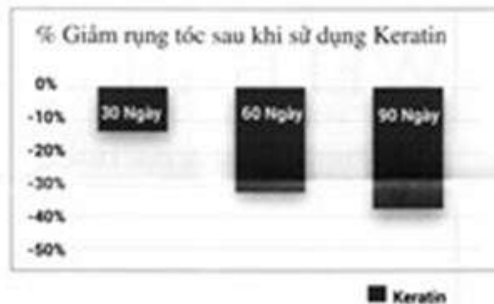 % Giảm rụng tóc sau khi sử dụng Keratin
0%
-10%
-20%
-30%
-40%
-50%
30 Ngày
60 Ngày
90 Ngày
Keratin